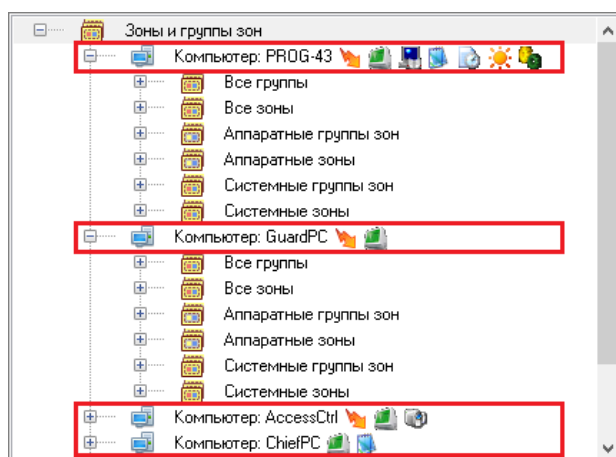 Зоны и группы зон
Компьютер: PROG-43
Все группы
Все зоны
Аппаратные группы зон
Аппаратные зоны
Системные группы зон
Системные зоны
Компьютер: GuardPC
Все группы
Все зоны
Аппаратные группы зон
Аппаратные зоны
Системные группы зон
Системные зоны
Компьютер: AccessCtrl
Компьютер: ChiefPC